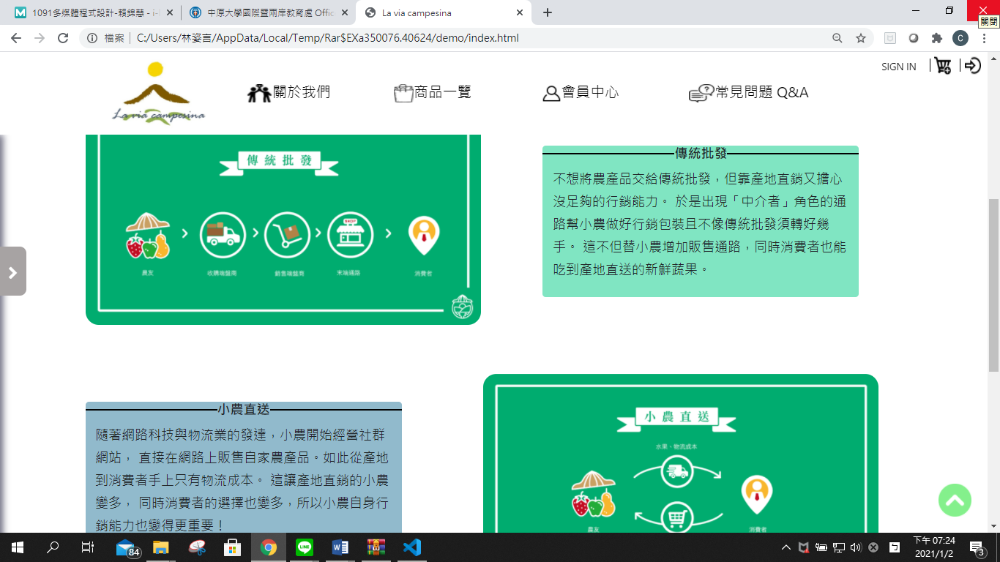 1091多媒體程式設計-賴錦慧 - i-
中原大學國際暨兩岸教育處 Offic
La via campesina
關閉
檔案
C:/Users/林姿言/AppData/Local/Temp/Rar$EXa350076.40624/demo/index.html
C
SIGN IN
La via campesina
關於我們
商品一覽
會員中心
常見問題 Q&A
傳統批發
SHOP
農友
收購端盤商
銷售端盤商
末端通路
消費者
傳統批發
不想將農產品交給傳統批發，但靠產地直銷又擔心
沒足夠的行銷能力。 於是出現「中介者」角色的通
路幫小農做好行銷包裝且不像傳統批發須轉好幾
手。 這不但替小農增加販售通路，同時消費者也能
吃到產地直送的新鮮蔬果。
小農直送
隨著網路科技與物流業的發達，小農開始經營社群
網站， 直接在網路上販售自家農產品。如此從產地
到消費者手上只有物流成本。 這讓產地直銷的小農
變多， 同時消費者的選擇也變多，所以小農自身行
銷能力也變得更重要！
小農直送
水果、物流成本
農友
消費者
84
下午 07:24
2021/1/2
3